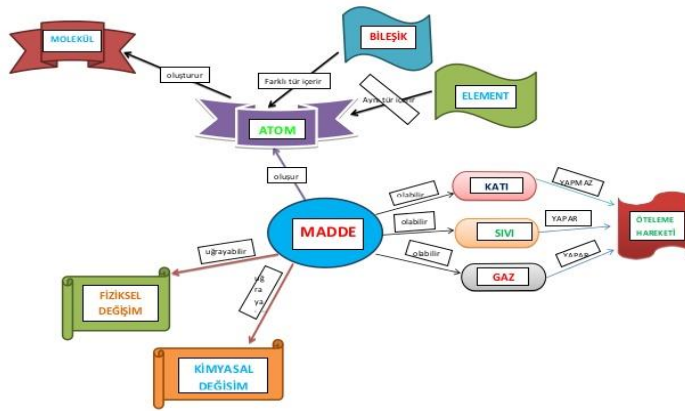 MOLEKÜL
BİLEŞİK
oluşturur
Farklı tür içerir
Aynı tür içerir
ELEMENT
ATOM
oluşur
olabilir
KATI
YAPMAZ
MADDE
olabilir
SIVI
YAPAR
ÖTELEME
HAREKETİ
olabilir
GAZ
YAPAR
uğrayabilir
uğ
ra
ya
FİZİKSEL
DEĞİŞİM
KİMYASAL
DEĞİŞİM